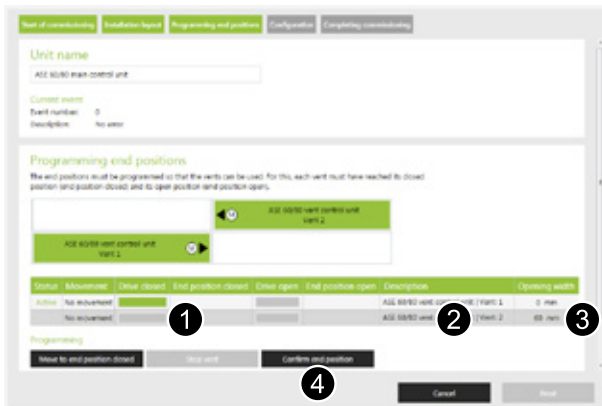 Start of commissioning Installation layout Programming end positions Configuration Completing commissioning
Unit name
ASE 60/80 main control unit
Current event
Event number: 0
Description: No error
Programming end positions
The end positions must be programmed so that the vents can be used. For this, each vent must have reached its closed
position (end position closed) and its open position (end position open).
ASE 60/80 vent control unit
Vent 2
ASE 60/80 vent control unit
Vent 1
Status Movement Drive closed End position closed Drive open End position open Description Opening width
Active No movement ASE 60/80 vent control unit | Vent 1 0 mm
No movement ASE 60/80 vent | Vent 2 mm
1 2 3
Programming
Move to end position closed Stop vent Confirm end position
4
Cancel Next